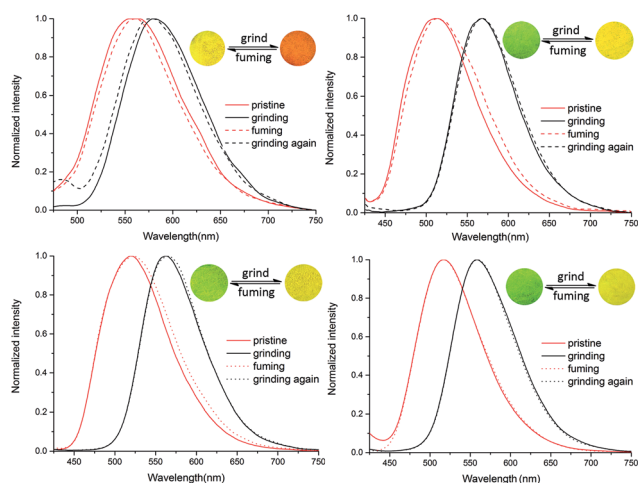 Normalized intensity
1.0
0.8
0.6
0.4
0.2
0.0
grind
fuming
pristine
grinding
fuming
grinding again
500 550 600 650 700 750
Wavelength(nm)
Normalized intensity
1.0
0.8
0.6
0.4
0.2
0.0
grind
fuming
pristine
grinding
fuming
grinding again
450 500 550 600 650 700 750
Wavelength(nm)
Normalized intensity
1.0
0.8
0.6
0.4
0.2
0.0
grind
fuming
pristine
grinding
fuming
grinding again
450 500 550 600 650 700 750
Wavelength(nm)
Normalized intensity
1.0
0.8
0.6
0.4
0.2
0.0
grind
fuming
pristine
grinding
fuming
grinding again
450 500 550 600 650 700 750
Wavelength(nm)